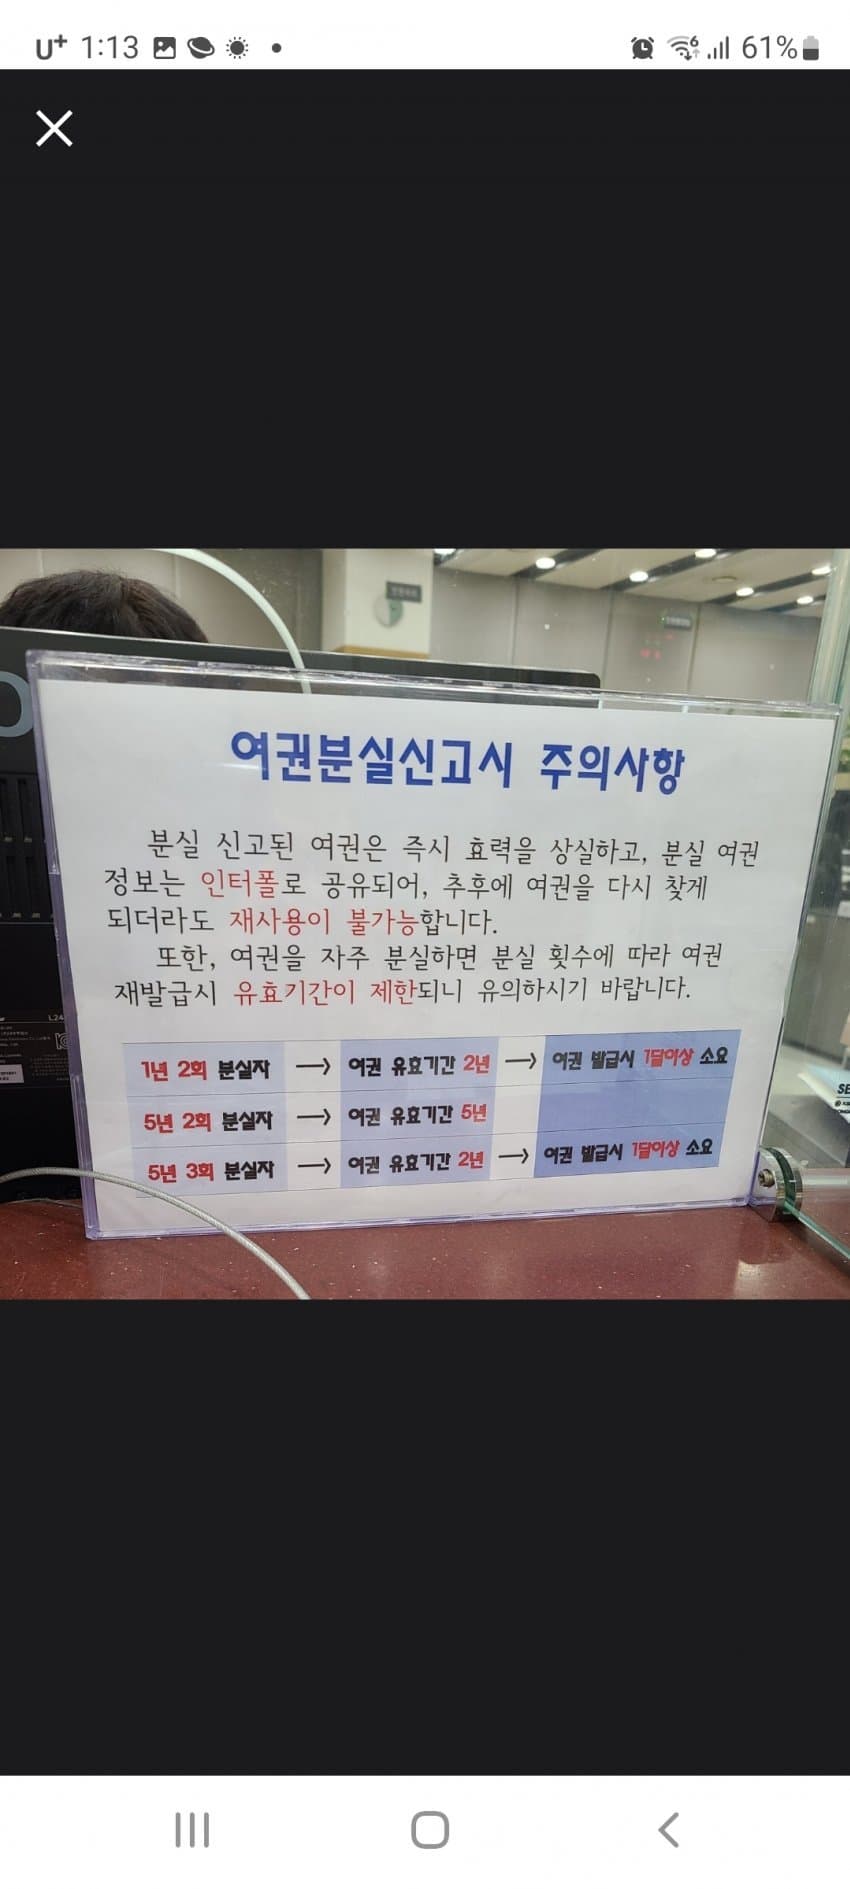 U+ 1:13 61%
여권분실신고시 주의사항
분실 신고된 여권은 즉시 효력을 상실하고, 분실 여권
정보는 인터폴로 공유되어, 추후에 여권을 다시 찾게
되더라도 재사용이 불가능합니다.
또한, 여권을 자주 분실하면 분실 횟수에 따라 여권
재발급시 유효기간이 제한되니 유의하시기 바랍니다.
1년 2회 분실자 → 여권 유효기간 2년 → 여권 발급시 1달이상 소요
5년 2회 분실자 → 여권 유효기간 5년
5년 3회 분실자 → 여권 유효기간 2년 → 여권 발급시 1달이상 소요